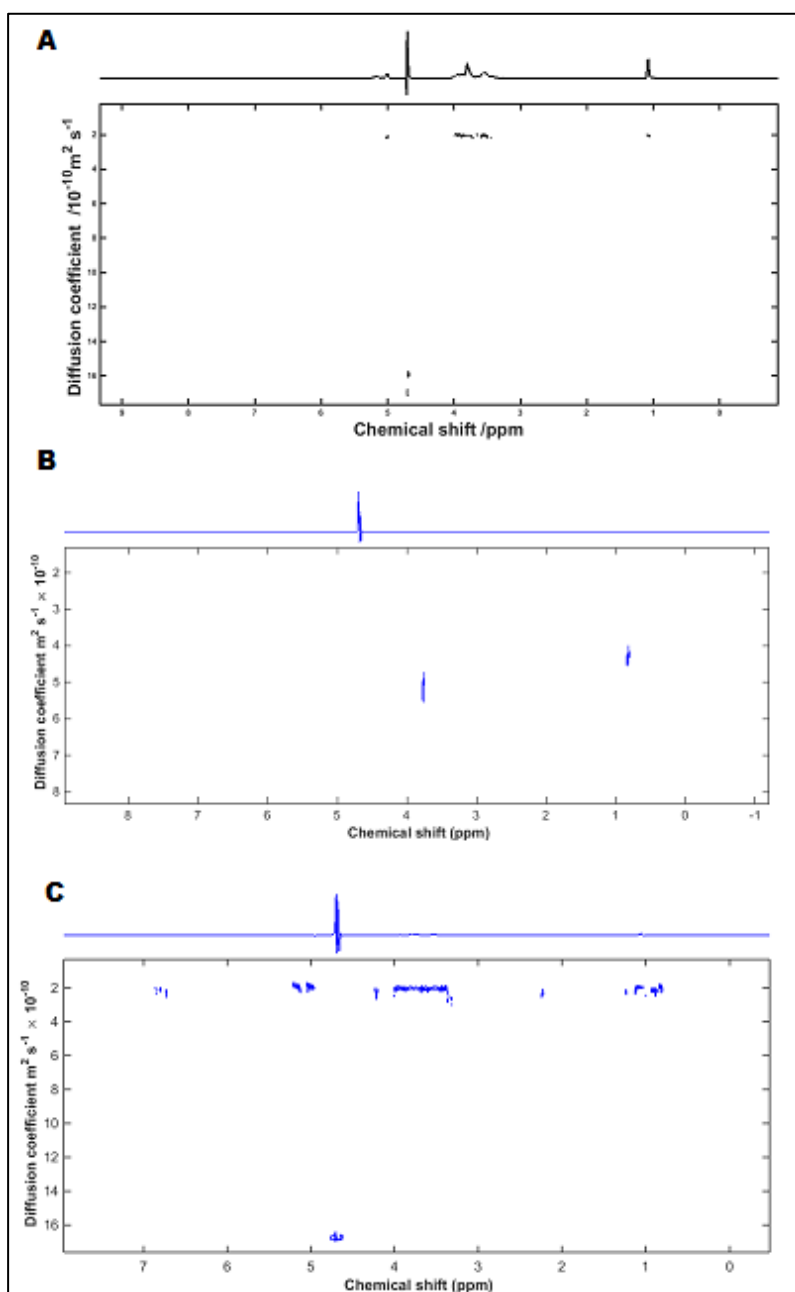 A
Diffusion coefficient /10⁻¹⁰m² s⁻¹
2
4
6
8
10
12
14
16
9 8 7 6 5 4 3 2 1 0
Chemical shift /ppm
B
Diffusion coefficient m² s⁻¹ × 10⁻¹⁰
2
3
4
5
6
7
8
8 7 6 5 4 3 2 1 0 -1
Chemical shift (ppm)
C
Diffusion coefficient m² s⁻¹ × 10⁻¹⁰
2
4
6
8
10
12
14
16
7 6 5 4 3 2 1 0
Chemical shift (ppm)